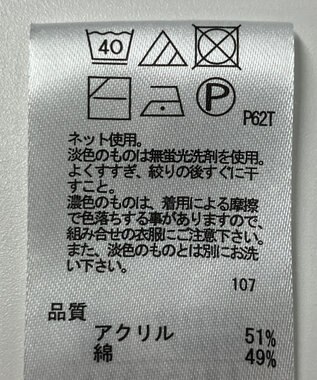 40
P
P62T
ネット使用。
淡色のものは無蛍光洗剤を使用。
よくすすぎ、絞りの後すぐに干
すこと。
濃色のものは、着用による摩擦
で色落ちする事がありますので、
組み合せの衣服にご注意下さい。
また、淡色のものとは別にお洗
い下さい。
107
品質
アクリル 51%
綿 49%